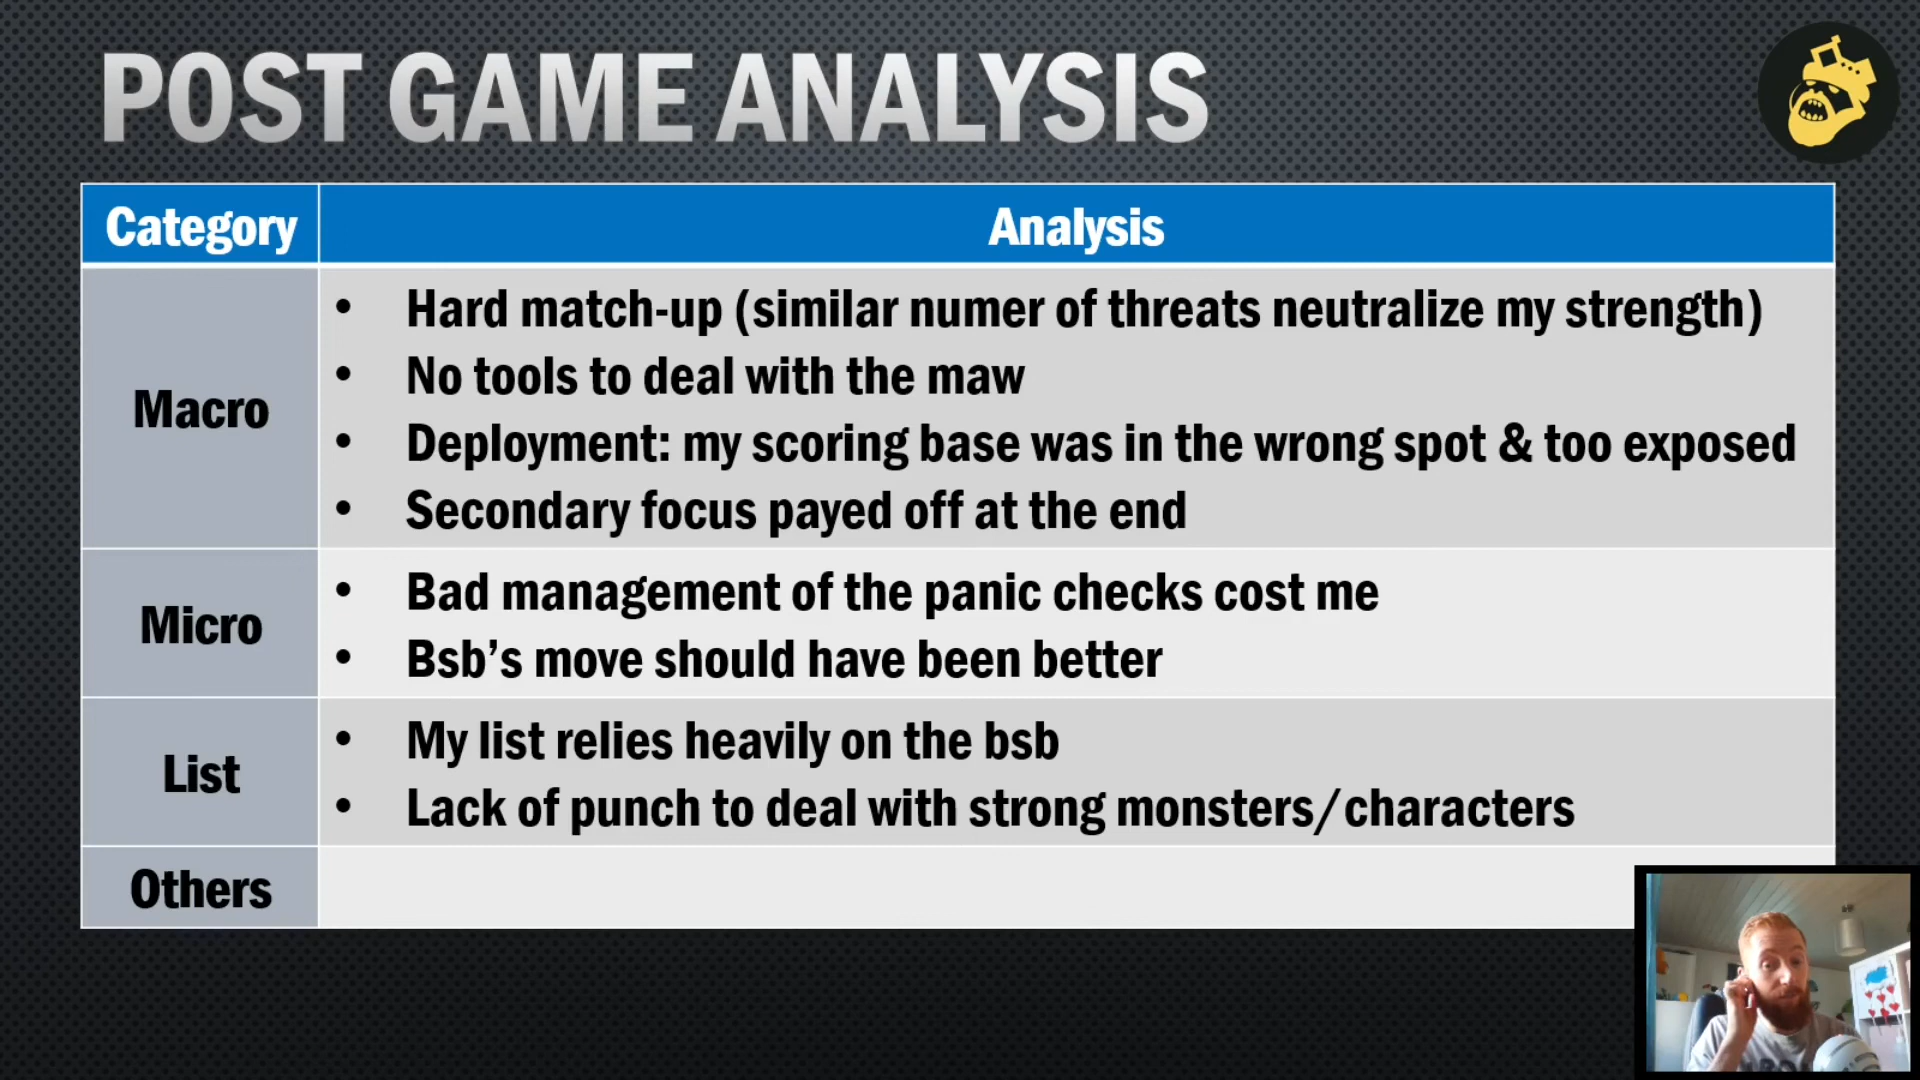 POST GAME ANALYSIS
Category
Analysis
Macro
• Hard match-up (similar numer of threats neutralize my strength)
• No tools to deal with the maw
• Deployment: my scoring base was in the wrong spot & too exposed
• Secondary focus payed off at the end
Micro
• Bad management of the panic checks cost me
• Bsb’s move should have been better
List
• My list relies heavily on the bsb
• Lack of punch to deal with strong monsters/characters
Others